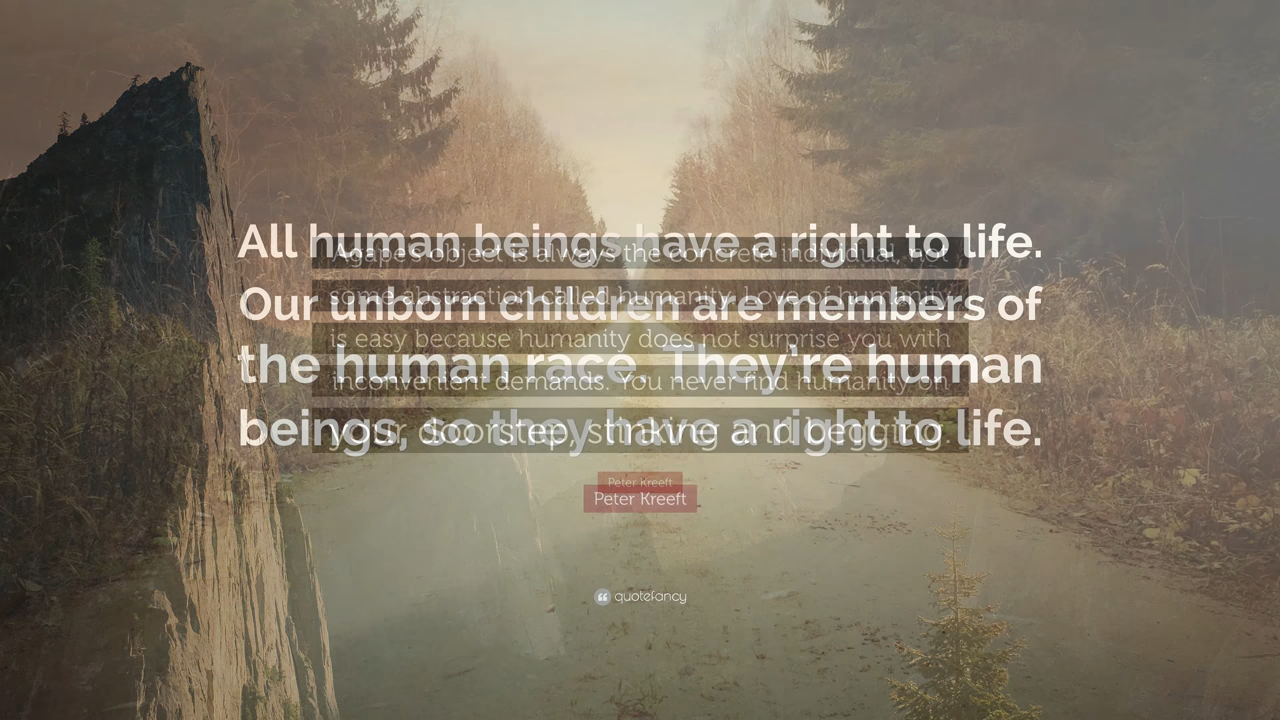 All human beings have a right to life.
Our unborn children are members of
the human race. They're human
beings, so they have a right to life.
Agapes object is always the concrete individual, not
some abstraction called humanity. Love of humanity
is easy because humanity does not surprise you with
inconvenient demands. You never find humanity on
your doorstep, stinking and begging.
Peter Kreeft
Peter Kreeft
quotefancy